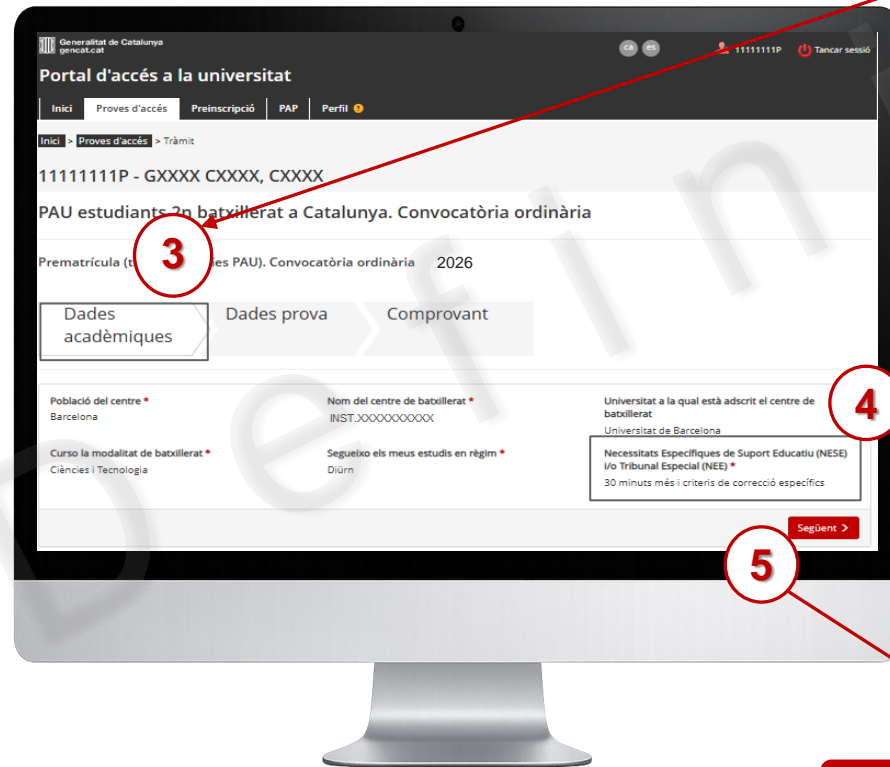 Generalitat de Catalunya
gencat.cat
ca es
11111111P
Tancar sessió
Portal d'accés a la universitat
Inici Proves d'accés Preinscripció PAP Perfil
Inici > Proves d'accés > Tràmit
11111111P - GXXXX CXXXX, CXXXX
PAU estudiants 2n batxillerat a Catalunya. Convocatòria ordinària
Prematrícula ( es PAU). Convocatòria ordinària 2026
3
Dades
acadèmiques
Dades prova
Comprovant
Població del centre *
Barcelona
Nom del centre de batxillerat *
INST.XXXXXXXXXXX
Universitat a la qual està adscrit el centre de
batxillerat
Universitat de Barcelona
4
Curso la modalitat de batxillerat *
Ciències i Tecnologia
Segueixo els meus estudis en règim *
Diürn
Necessitats Específiques de Suport Educatiu (NESE)
i/o Tribunal Especial (NEE) *
30 minuts més i criteris de correcció específics
Següent >
5
Defin